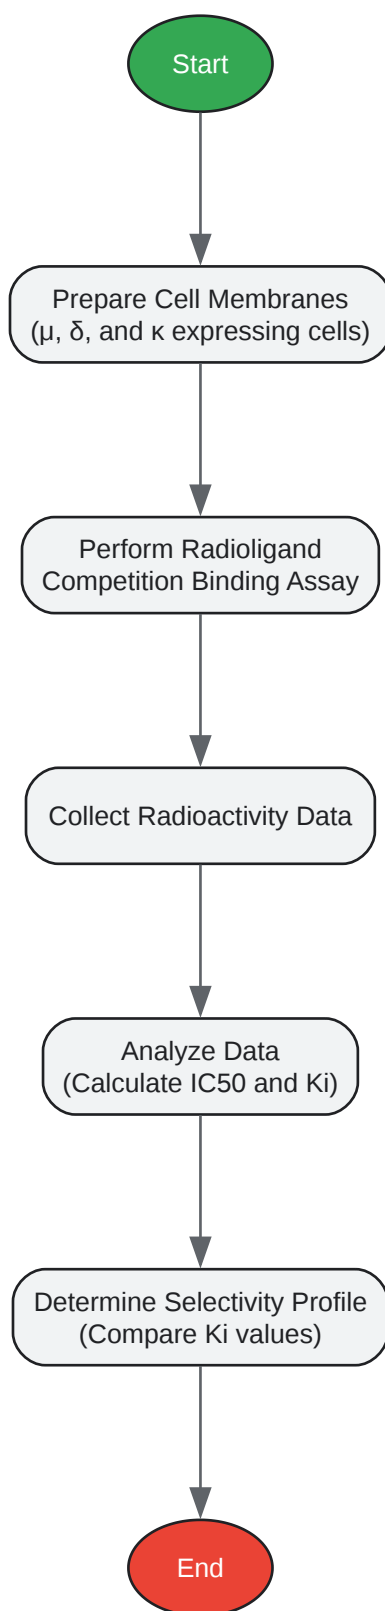 Start
Prepare Cell Membranes
(μ, δ, and κ expressing cells)
Perform Radioligand
Competition Binding Assay
Collect Radioactivity Data
Analyze Data
(Calculate IC50 and Ki)
Determine Selectivity Profile
(Compare Ki values)
End